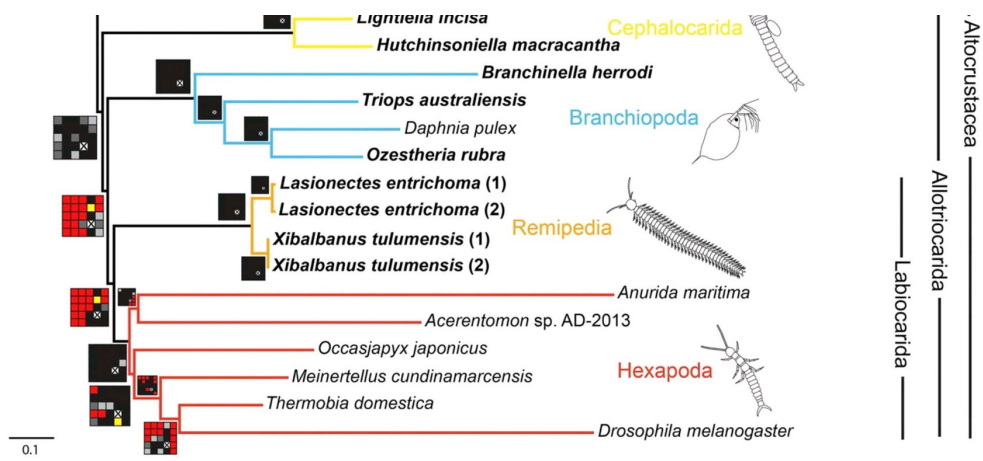 Lightiella incisa
Cephalocarida
Hutchinsoniella macracantha
Branchinella herrodi
Triops australiensis
Branchiopoda
Daphnia pulex
Ozestheria rubra
Lasionectes entrichoma (1)
Lasionectes entrichoma (2)
Remipedia
Xibalbanus tulumensis (1)
Xibalbanus tulumensis (2)
Anurida maritima
Acerentomon sp. AD-2013
Occasjapyx japonicus
Hexapoda
Meinertellus cundinamarcensis
Thermobia domestica
Drosophila melanogaster
0.1
Labiocarida
Allotriocarida
Altocrustacea